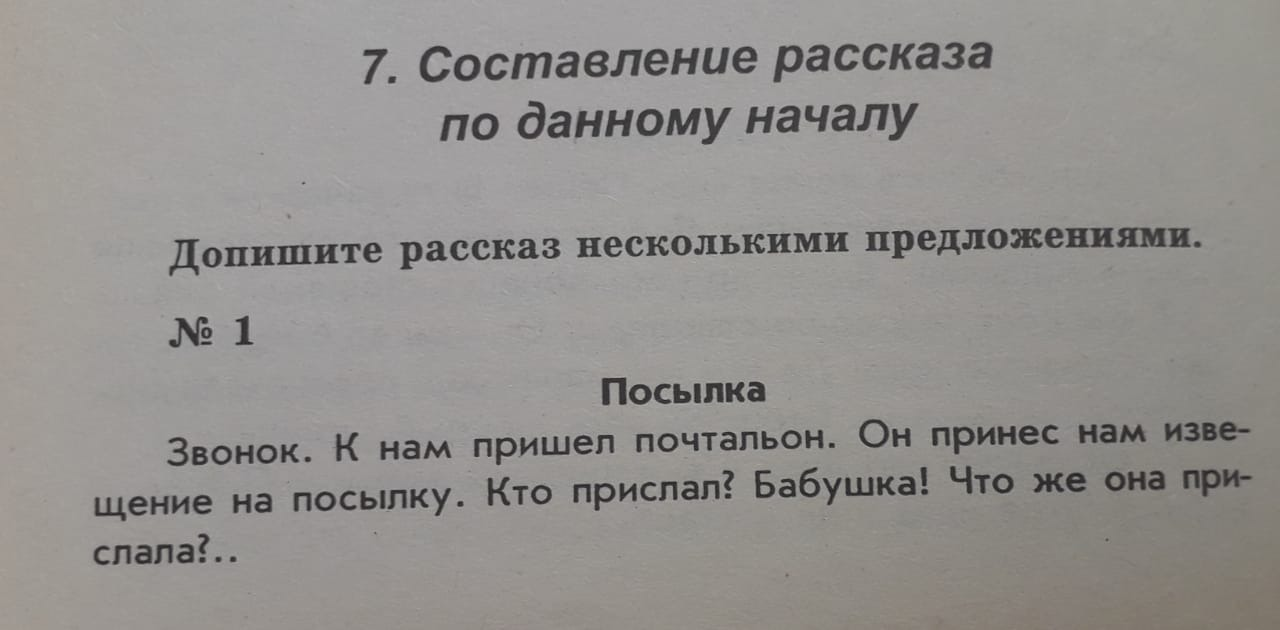 7. Составление рассказа
по данному началу
Допишите рассказ несколькими предложениями.
№ 1
Посылка
Звонок. К нам пришел почтальон. Он принес нам изве-
щение на посылку. Кто прислал? Бабушка! Что же она при-
слала?..